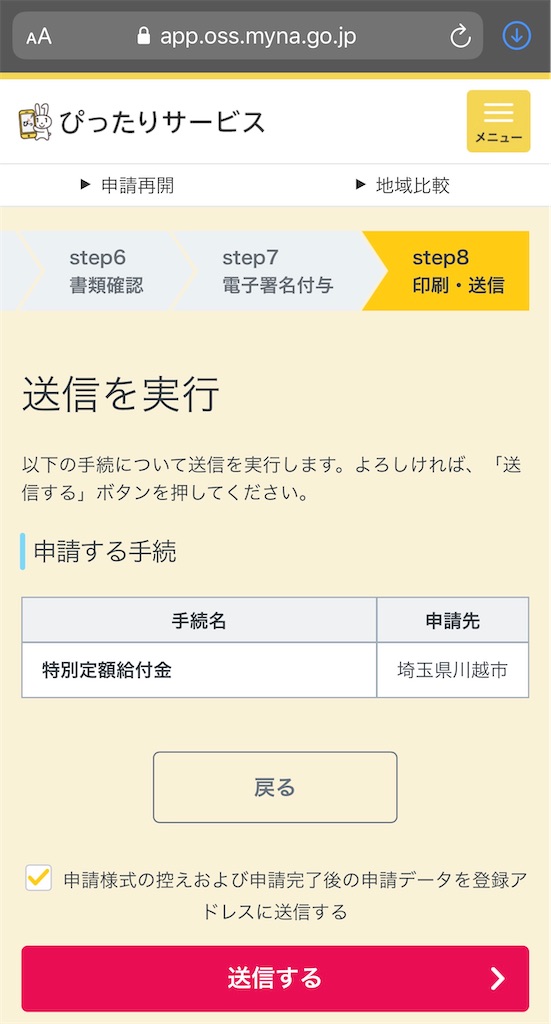 AA app.oss.myna.go.jp
ぴったりサービス
メニュー
▶ 申請再開 ▶ 地域比較
step6 step7 step8
書類確認 電子署名付与 印刷・送信
送信を実行
以下の手続について送信を実行します。よろしければ、「送
信する」ボタンを押してください。
申請する手続
手続名 申請先
特別定額給付金 埼玉県川越市
戻る
申請様式の控えおよび申請完了後の申請データを登録ア
ドレスに送信する
送信する